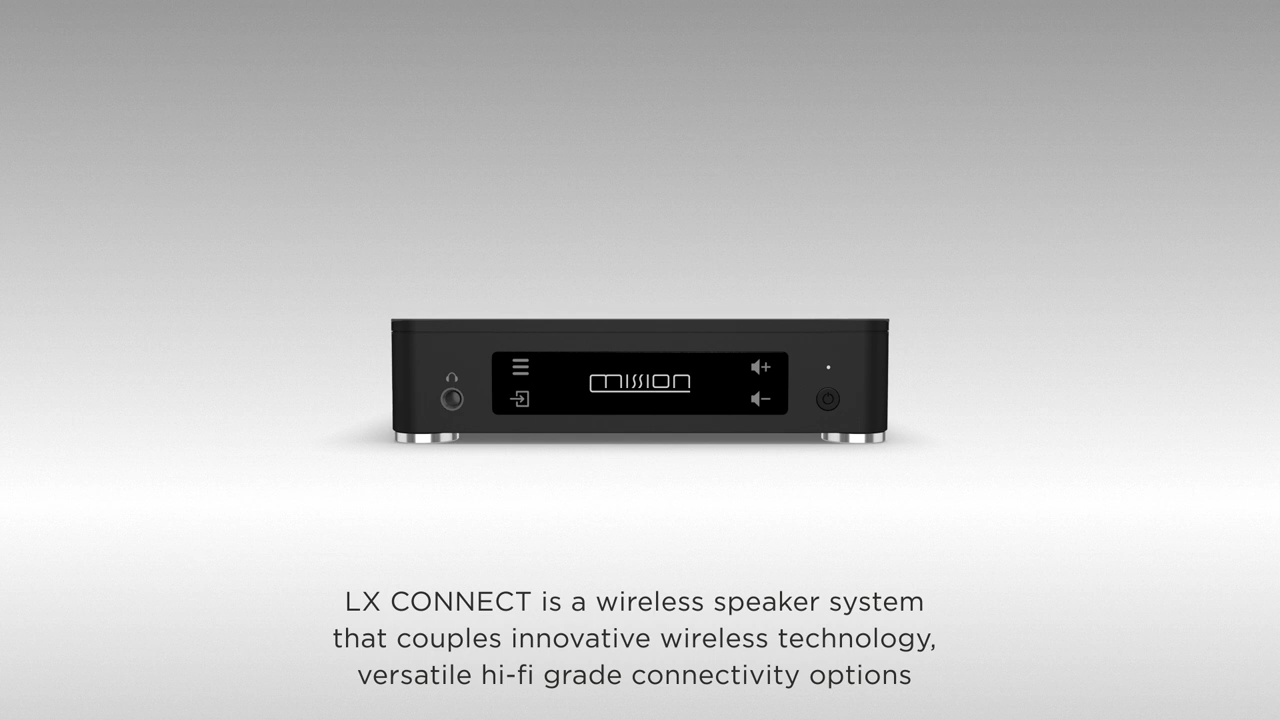 mission
LX CONNECT is a wireless speaker system
that couples innovative wireless technology,
versatile hi-fi grade connectivity options